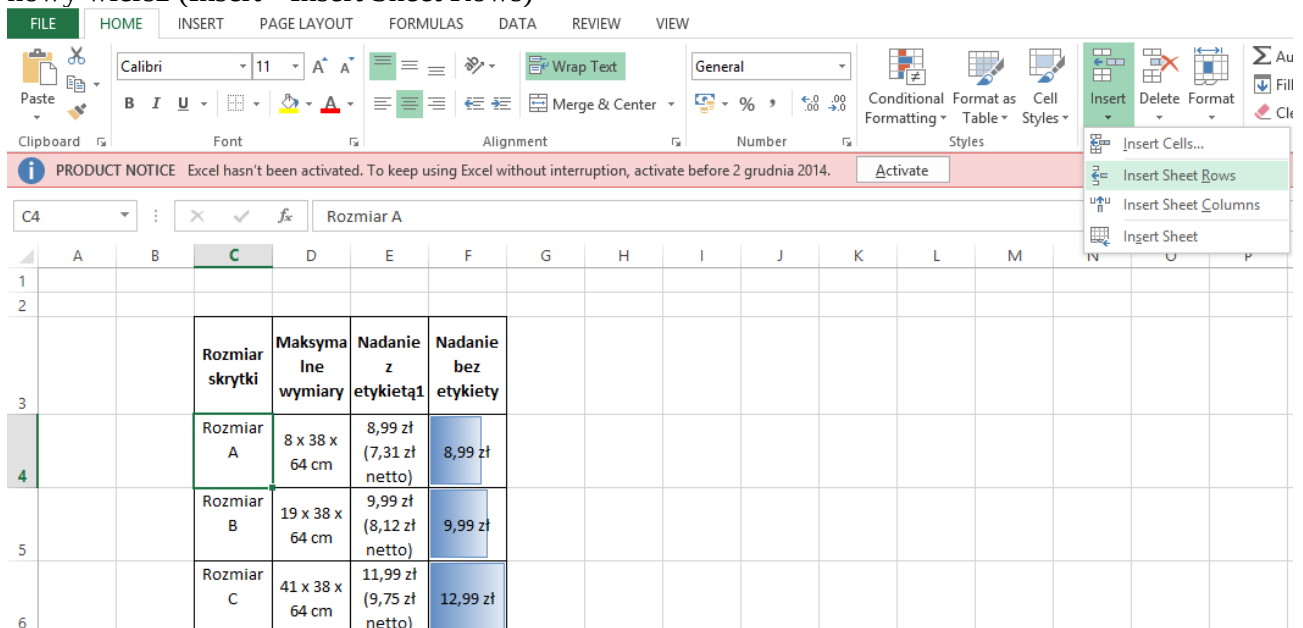 nowy wiersz (Insert - Insert Sheet Rows)
FILE HOME INSERT PAGE LAYOUT FORMULAS DATA REVIEW VIEW
Calibri 11 A A Wrap Text General Σ Au
Paste B I U A Merge & Center % , Conditional Formatting Format as Table Cell Styles Insert Delete Format Fill
Cle
Clipboard Font Alignment Number Styles
Insert Cells...
Insert Sheet Rows
Insert Sheet Columns
Insert Sheet
PRODUCT NOTICE Excel hasn't been activated. To keep using Excel without interruption, activate before 2 grudnia 2014. Activate
C4 fx Rozmiar A
A B C D E F G H I J K L M N O P
1
2
3 Rozmiar skrytki Maksymalne wymiary Nadanie z etykietą1 Nadanie bez etykiety
4 Rozmiar A 8 x 38 x 64 cm 8,99 zł (7,31 zł netto) 8,99 zł
5 Rozmiar B 19 x 38 x 64 cm 9,99 zł (8,12 zł netto) 9,99 zł
6 Rozmiar C 41 x 38 x 64 cm 11,99 zł (9,75 zł netto) 12,99 zł